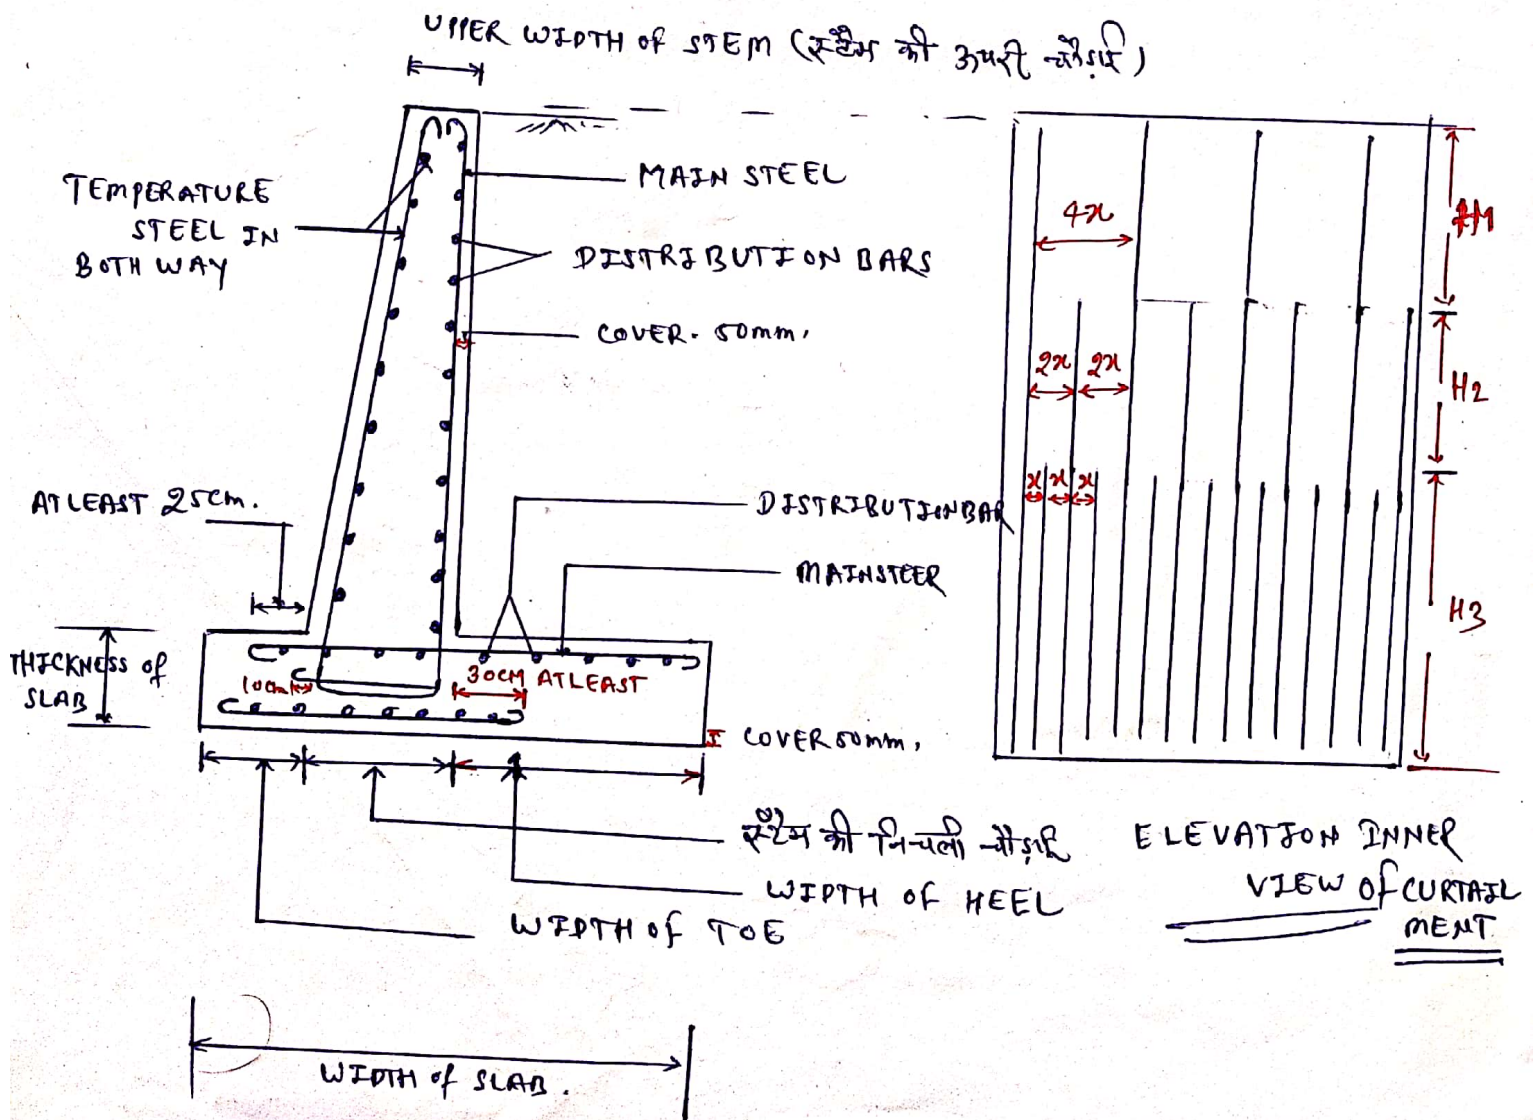 UPPER WIDTH OF STEM (स्टैम की ऊपरी चौड़ाई)
TEMPERATURE
STEEL IN
BOTH WAY
MAIN STEEL
DISTRIBUTION BARS
COVER. 50mm.
ATLEAST 25cm.
DISTRIBUTIONBAR
MAINSTEER
THICKNESS of
SLAB
10cm
30CM ATLEAST
COVER 50mm.
स्टैम की निचली चौड़ाई
WIDTH OF HEEL
WIDTH of TOE
WIDTH of SLAB.
4x
2x 2x
x x x
H2
H3
ELEVATION INNER
VIEW of CURTAIL
MENT